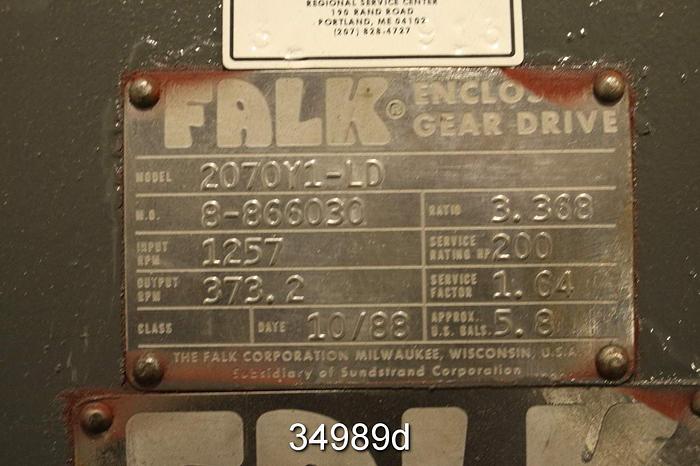 REGIONAL SERVICE CENTER
190 RAND ROAD
PORTLAND, ME 04102
(207) 828-4727
FALK® ENCLOSED
GEAR DRIVE
MODEL 2070Y1-LD
M.O. 8-866030 RATIO 3.368
INPUT RPM 1257 SERVICE RATING HP 200
OUTPUT RPM 373.2 SERVICE FACTOR 1.64
CLASS DATE 10/88 APPROX. U.S. GALS. 5.8
THE FALK CORPORATION MILWAUKEE, WISCONSIN, U.S.A.
Subsidiary of Sundstrand Corporation
34989d